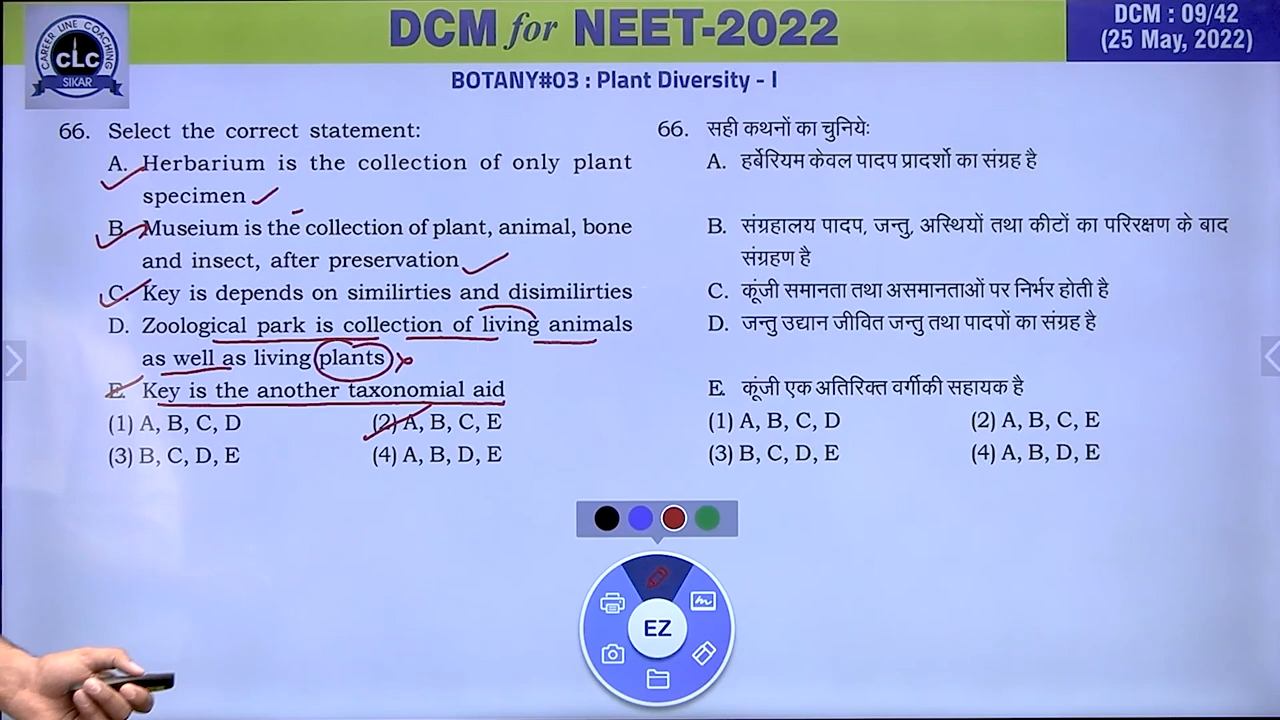 CAREER LINE COACHING
CLC
SIKAR
DCM for NEET-2022
DCM : 09/42
(25 May, 2022)
BOTANY#03 : Plant Diversity - I
66. Select the correct statement:
A. Herbarium is the collection of only plant
specimen
B. Museium is the collection of plant, animal, bone
and insect, after preservation
C. Key is depends on similirties and disimilirties
D. Zoological park is collection of living animals
as well as living plants
E. Key is the another taxonomial aid
(1) A, B, C, D
(2) A, B, C, E
(3) B, C, D, E
(4) A, B, D, E
66. सही कथनों का चुनियेः
A. हर्बेरियम केवल पादप प्रादर्शो का संग्रह है
B. संग्रहालय पादप, जन्तु, अस्थियों तथा कीटों का परिरक्षण के बाद
संग्रहण है
C. कूंजी समानता तथा असमानताओं पर निर्भर होती है
D. जन्तु उद्यान जीवित जन्तु तथा पादपों का संग्रह है
E. कूंजी एक अतिरिक्त वर्गीकी सहायक है
(1) A, B, C, D
(2) A, B, C, E
(3) B, C, D, E
(4) A, B, D, E
EZ